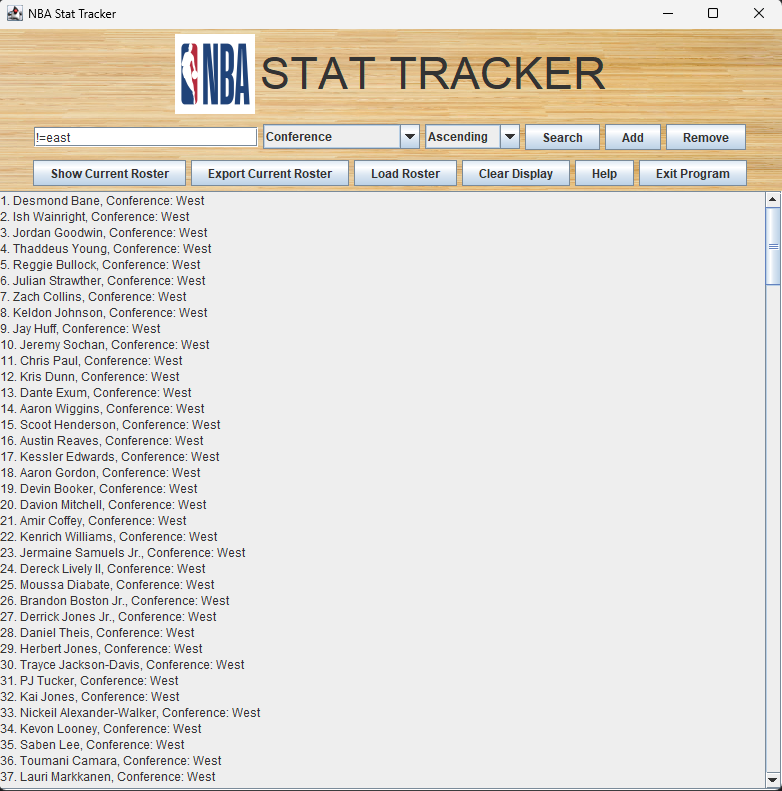 NBA Stat Tracker
NBA STAT TRACKER
!=east Conference Ascending Search Add Remove
Show Current Roster Export Current Roster Load Roster Clear Display Help Exit Program
1. Desmond Bane, Conference: West
2. Ish Wainright, Conference: West
3. Jordan Goodwin, Conference: West
4. Thaddeus Young, Conference: West
5. Reggie Bullock, Conference: West
6. Julian Strawther, Conference: West
7. Zach Collins, Conference: West
8. Keldon Johnson, Conference: West
9. Jay Huff, Conference: West
10. Jeremy Sochan, Conference: West
11. Chris Paul, Conference: West
12. Kris Dunn, Conference: West
13. Dante Exum, Conference: West
14. Aaron Wiggins, Conference: West
15. Scoot Henderson, Conference: West
16. Austin Reaves, Conference: West
17. Kessler Edwards, Conference: West
18. Aaron Gordon, Conference: West
19. Devin Booker, Conference: West
20. Davion Mitchell, Conference: West
21. Amir Coffey, Conference: West
22. Kenrich Williams, Conference: West
23. Jermaine Samuels Jr., Conference: West
24. Dereck Lively II, Conference: West
25. Moussa Diabate, Conference: West
26. Brandon Boston Jr., Conference: West
27. Derrick Jones Jr., Conference: West
28. Daniel Theis, Conference: West
29. Herbert Jones, Conference: West
30. Trayce Jackson-Davis, Conference: West
31. PJ Tucker, Conference: West
32. Kai Jones, Conference: West
33. Nickeil Alexander-Walker, Conference: West
34. Kevon Looney, Conference: West
35. Saben Lee, Conference: West
36. Toumani Camara, Conference: West
37. Lauri Markkanen, Conference: West